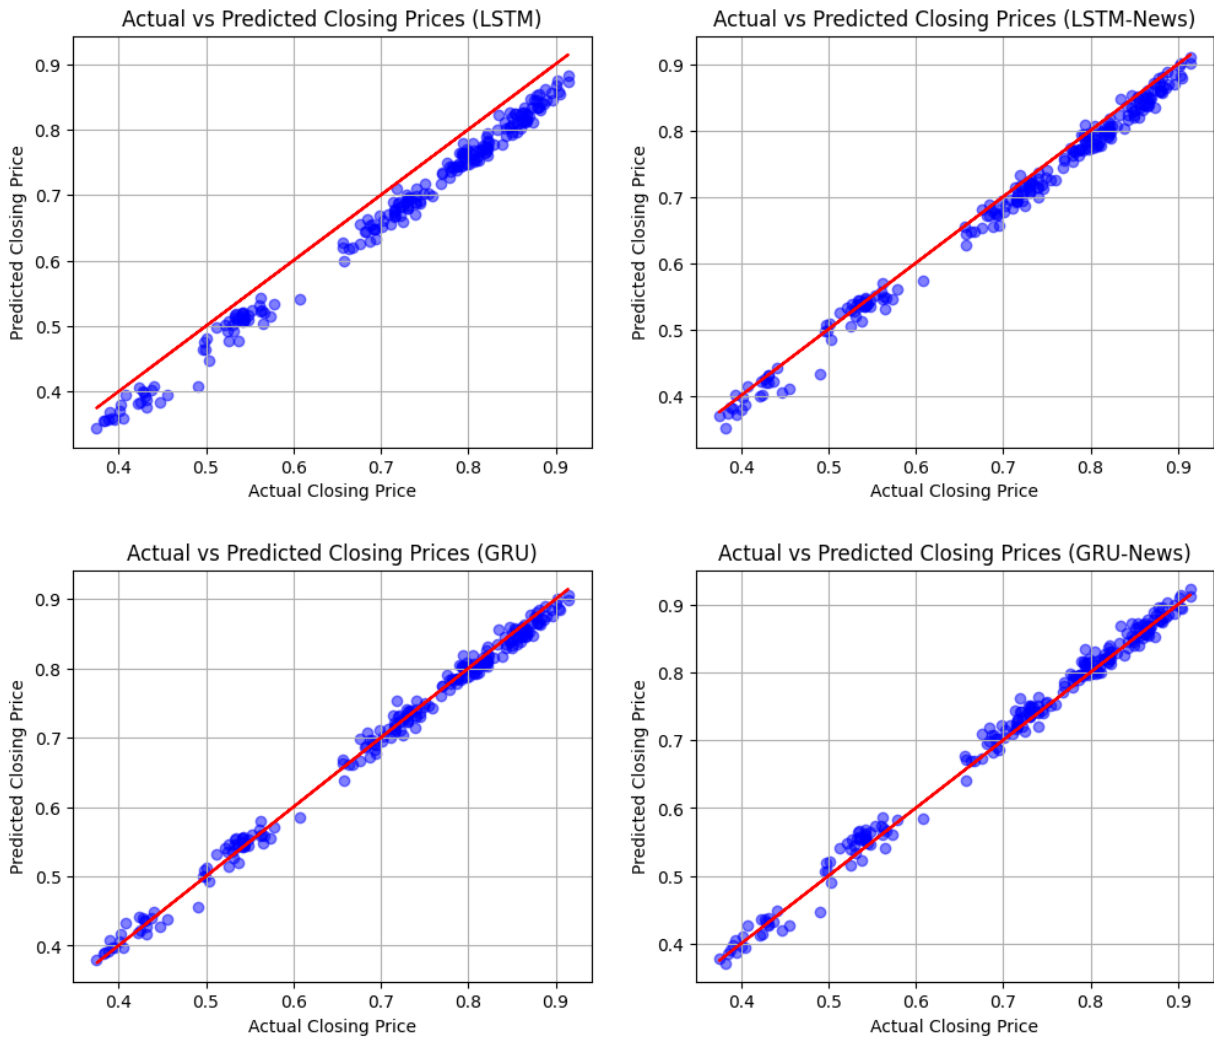 Actual vs Predicted Closing Prices (LSTM)
Predicted Closing Price
0.9
0.8
0.7
0.6
0.5
0.4
0.4 0.5 0.6 0.7 0.8 0.9
Actual Closing Price
Actual vs Predicted Closing Prices (LSTM-News)
Predicted Closing Price
0.9
0.8
0.7
0.6
0.5
0.4
0.4 0.5 0.6 0.7 0.8 0.9
Actual Closing Price
Actual vs Predicted Closing Prices (GRU)
Predicted Closing Price
0.9
0.8
0.7
0.6
0.5
0.4
0.4 0.5 0.6 0.7 0.8 0.9
Actual Closing Price
Actual vs Predicted Closing Prices (GRU-News)
Predicted Closing Price
0.9
0.8
0.7
0.6
0.5
0.4
0.4 0.5 0.6 0.7 0.8 0.9
Actual Closing Price